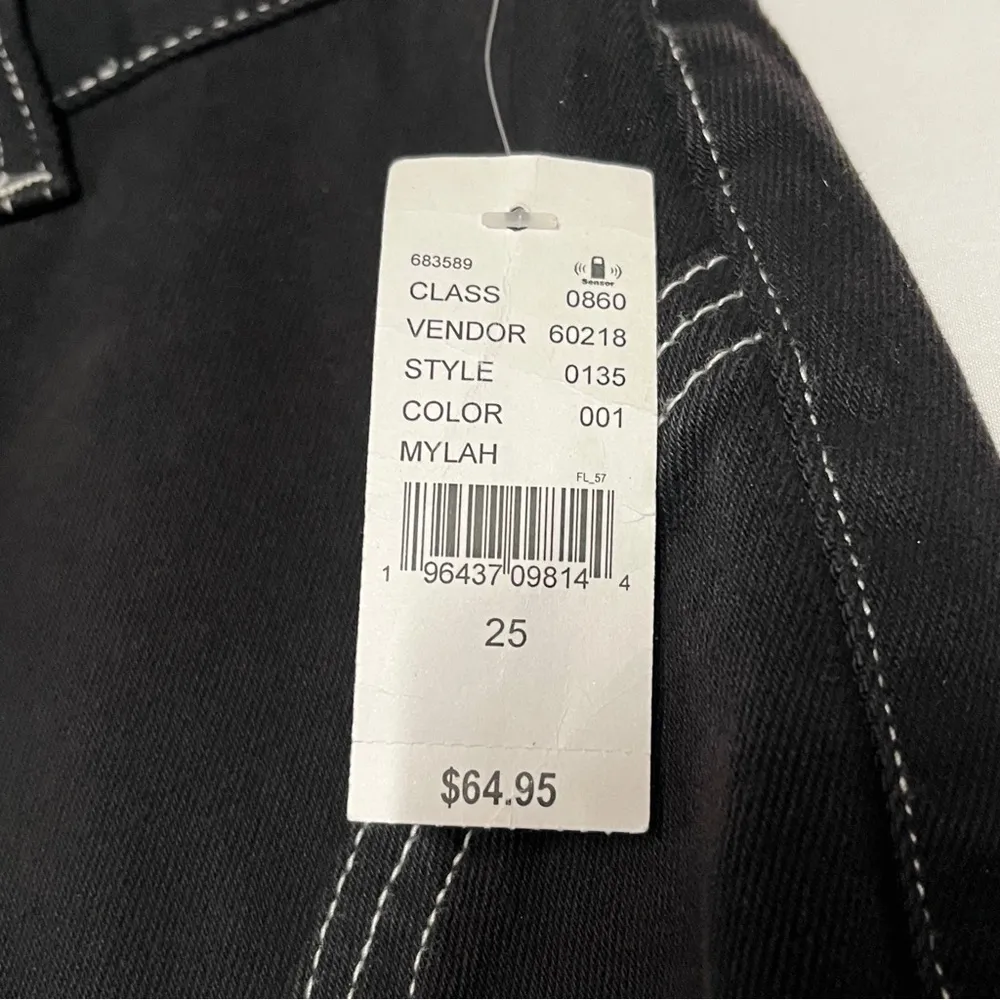 683589
Sensor
CLASS 0860
VENDOR 60218
STYLE 0135
COLOR 001
MYLAH
FL_57
1 96437 09814 4
25
$64.95